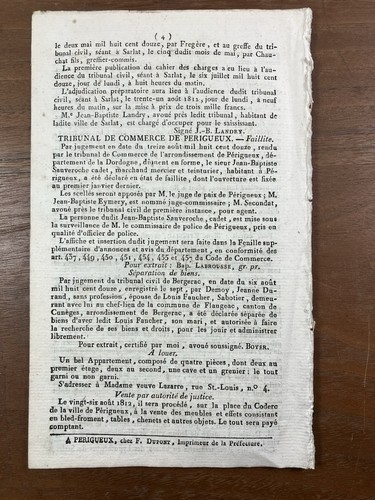 ( 4 )
le deux mai mil huit cent douze, par Fregère, et au greffe du tri-
bunal civil, séant à Sarlat, le cinq dudit mois de mai, par Chau-
chat fils, greffier-commis.
La première publication du cahier des charges a eu lieu à l'au-
dience du tribunal civil, séant à Sarlat, le six juillet mil huit cent
douze, jour de lundi, à huit heures du matin.
L'adjudication préparatoire aura lieu à l'audience dudit tribunal
civil, séant à Sarlat, le trente-un août 1812, jour de lundi, à neuf
heures du matin, sur la mise à prix de trois mille francs.
M.e Jean-Baptiste Landry, avoué près ledit tribunal, habitant de
ladite ville de Sarlat, est chargé d'occuper pour le saisissant.
Signé J.-B. LANDRY.
TRIBUNAL DE COMMERCE DE PERIGUEUX. — Faillite.
Par jugement en date du treize août mil huit cent douze, rendu
par le tribunal de Commerce de l'arrondissement de Périgueux, dé-
partement de la Dordogne, dûment en forme, le sieur Jean-Baptiste
Sauveroche cadet, marchand mercier et teinturier, habitant à Pé-
rigueux, a été déclaré en état de faillite, dont l'ouverture est fixée
au premier janvier dernier.
Les scellés seront apposés par M. le juge de paix de Périgueux; M.
Jean-Baptiste Eymery, est nommé juge-commissaire; M. Secondat,
avoué près le tribunal civil de première instance, pour agent.
La personne dudit Jean-Baptiste Sauveroche, cadet, est mise sous
la surveillance de M. le commissaire de police de Périgueux, pris en
qualité d'officier de police.
L'affiche et insertion dudit jugement sera faite dans la Feuille sup-
plémentaire d'annonces et avis du département, en conformité des
art. 437, 449, 450, 451, 454, 455 et 457 du Code de Commerce.
Pour extrait: Bap. LABROUSSE, gr. pr.
Séparation de biens.
Par jugement du tribunal civil de Bergerac, en date du six août
mil huit cent douze, enregistré le sept, par Demoy, Jeanne Du-
rand, sans profession, épouse de Louis Faucher, Sabotier, demeu-
rant avec lui au chef-lieu de la commune de Flaugeac, canton de
Cunèges, arrondissement de Bergerac, a été déclarée séparée de
biens d'avec ledit Louis Faucher, son mari, et autorisée à faire
la recherche de ses biens et droits, pour les jouir et administrer
librement.
Pour extrait, certifié par moi, avoué soussigné. BOYER.
A louer.
Un bel Appartement, composé de quatre pièces, dont deux au
premier étage, deux au second, une cave et un grenier: le tout
garni ou non garni.
S'adresser à Madame veuve Lasarre, rue St.-Louis, n.o 4.
Vente par autorité de justice.
Le vingt-six août 1812, il sera procédé, sur la place du Codere
de la ville de Périgueux, à la vente des meubles et effets consistant
en bled-froment, tables, chenets et autres objets. Le tout sera payé
comptant.
A PERIGUEUX, chez F. DUPONT, Imprimeur de la Préfecture.